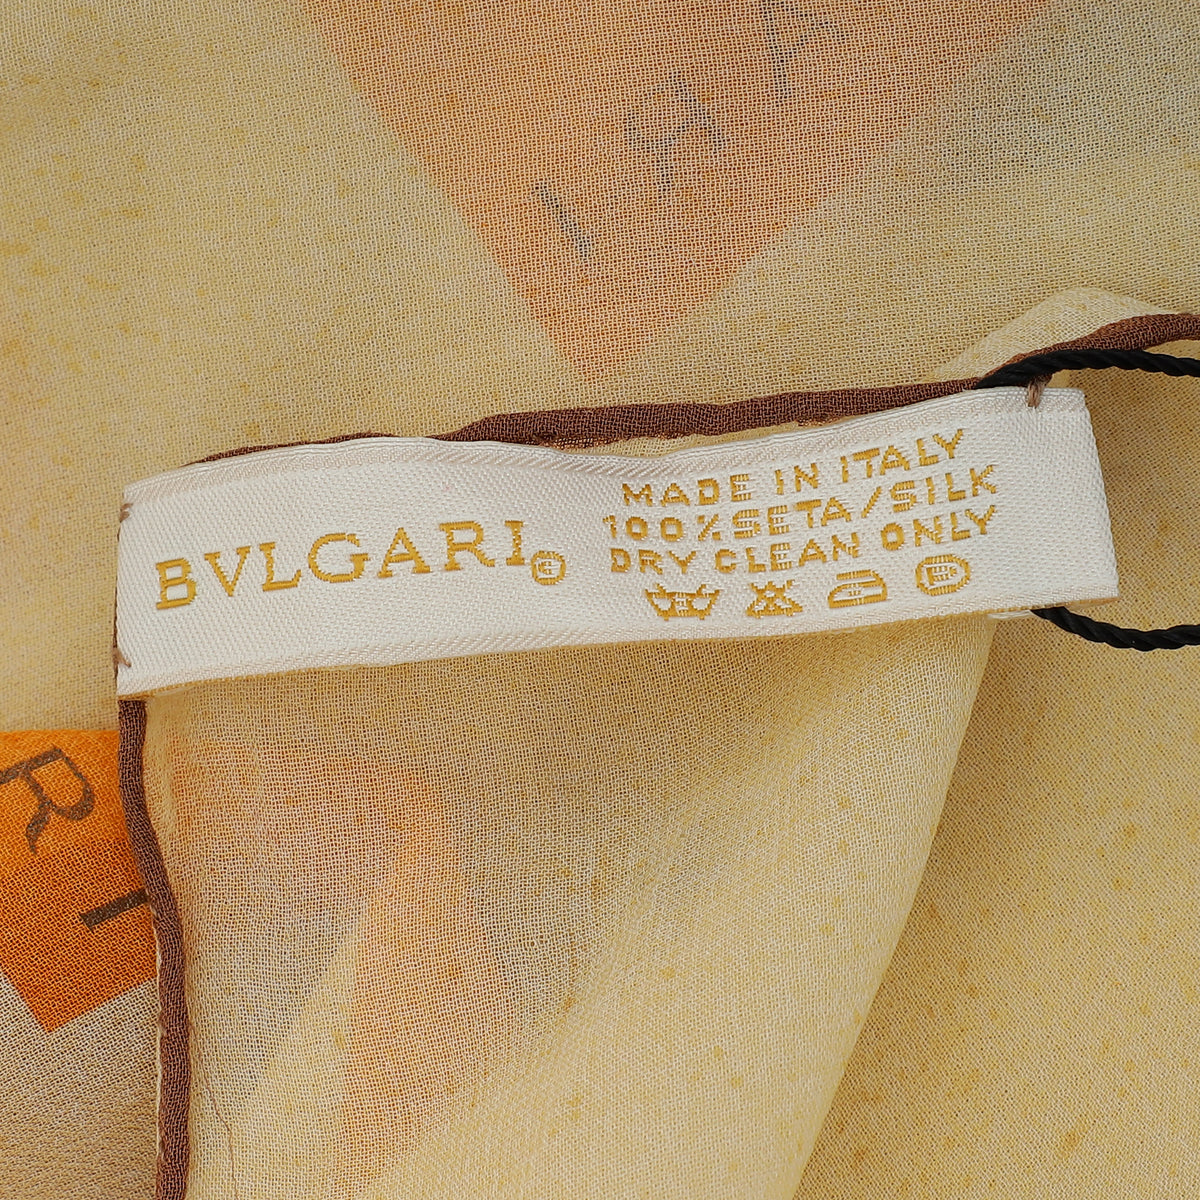 BVLGARI©
MADE IN ITALY
100% SETA/SILK
DRY CLEAN ONLY
R I